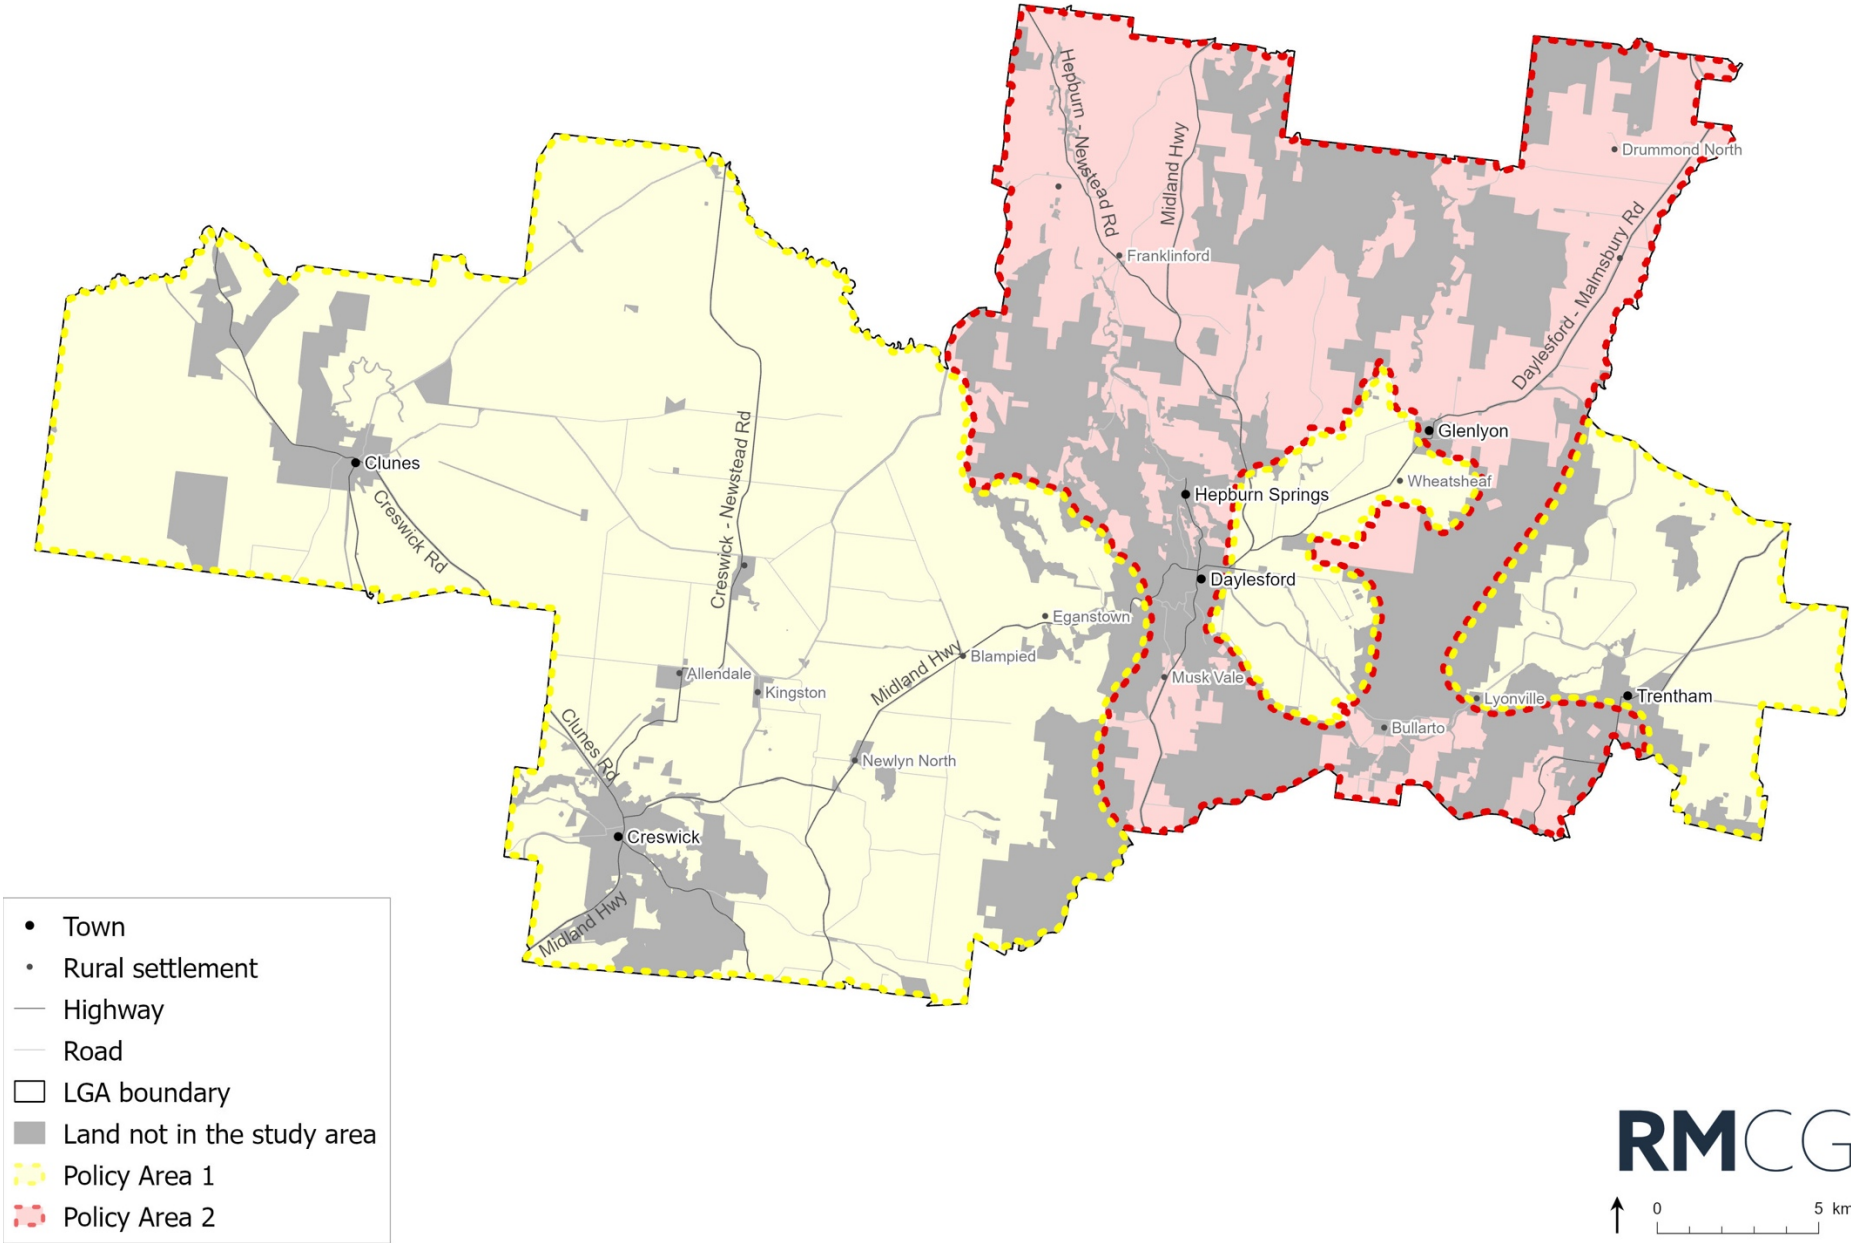 Hepburn - Newstead Rd
Midland Hwy
Drummond North
Franklinford
Daylesford - Malmsbury Rd
Glenlyon
Clunes
Creswick - Newstead Rd
Wheatsheaf
Hepburn Springs
Creswick Rd
Daylesford
Eganstown
Blampied
Midland Hwy
Allendale
Kingston
Musk Vale
Lyonville
Trentham
Bullarto
Clunes Rd
Newlyn North
Creswick
Midland Hwy
Town
Rural settlement
Highway
Road
LGA boundary
Land not in the study area
Policy Area 1
Policy Area 2
RMCG
0 5 km